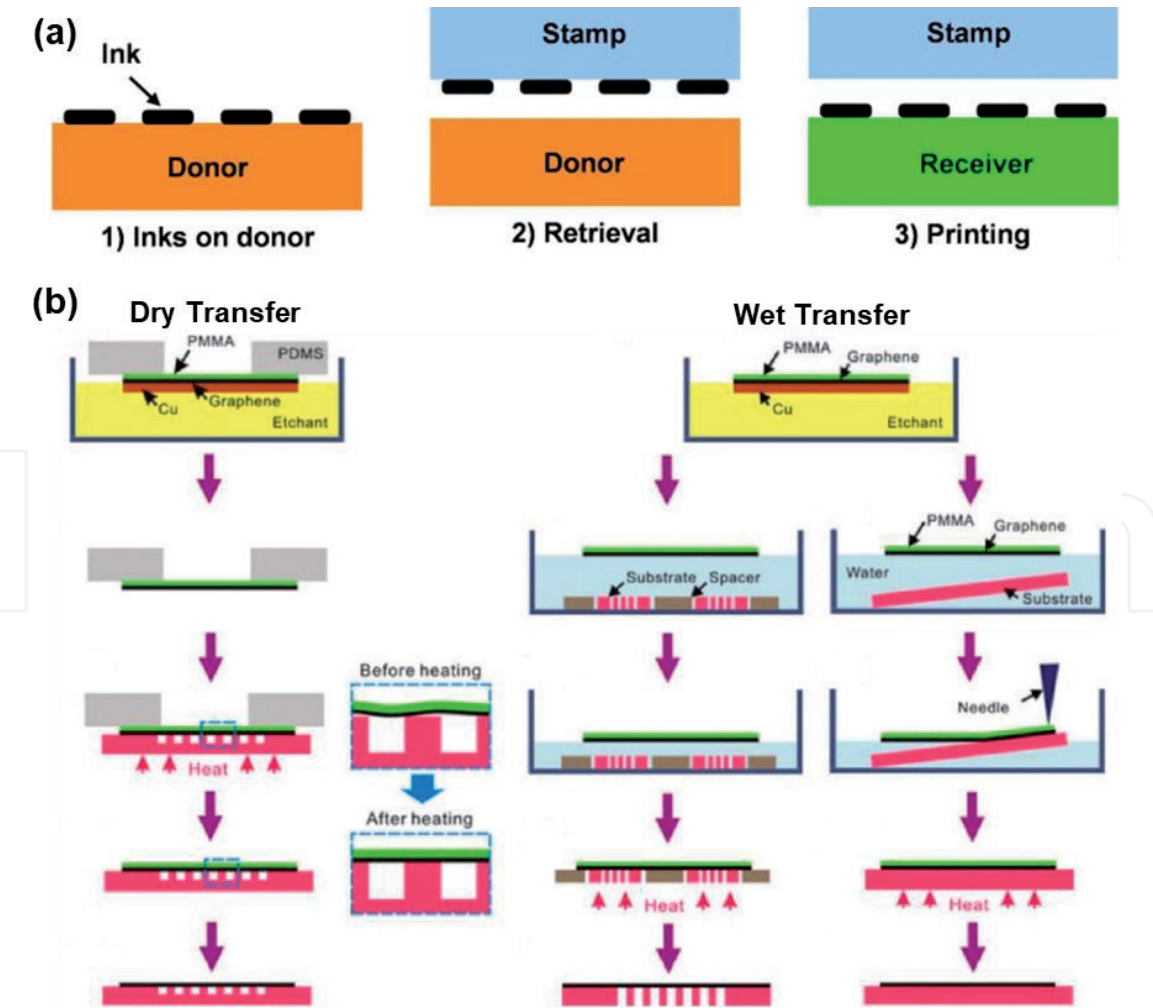 (a)
Ink
Donor
1) Inks on donor
Stamp
Donor
2) Retrieval
Stamp
Receiver
3) Printing
(b)
Dry Transfer
PMMA
PDMS
Graphene
Cu
Etchant
Heat
Before heating
After heating
Wet Transfer
PMMA
Graphene
Cu
Etchant
Substrate
Spacer
PMMA
Graphene
Water
Substrate
Needle
Heat
Heat